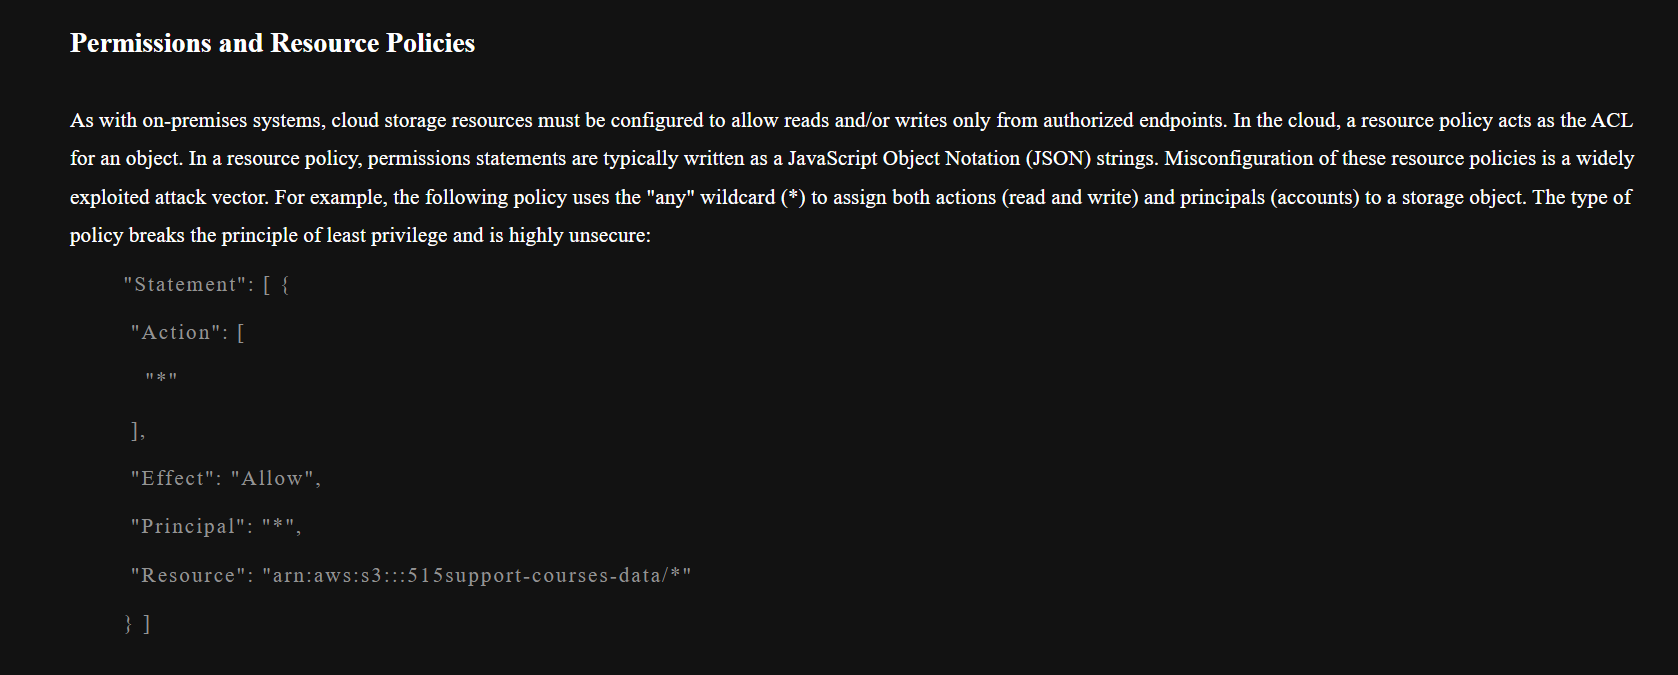 Permissions and Resource Policies
As with on-premises systems, cloud storage resources must be configured to allow reads and/or writes only from authorized endpoints. In the cloud, a resource policy acts as the ACL
for an object. In a resource policy, permissions statements are typically written as a JavaScript Object Notation (JSON) strings. Misconfiguration of these resource policies is a widely
exploited attack vector. For example, the following policy uses the "any" wildcard (*) to assign both actions (read and write) and principals (accounts) to a storage object. The type of
policy breaks the principle of least privilege and is highly unsecure:
"Statement": [ {
"Action": [
"*"
],
"Effect": "Allow",
"Principal": "*",
"Resource": "arn:aws:s3:::515support-courses-data/*"
} ]